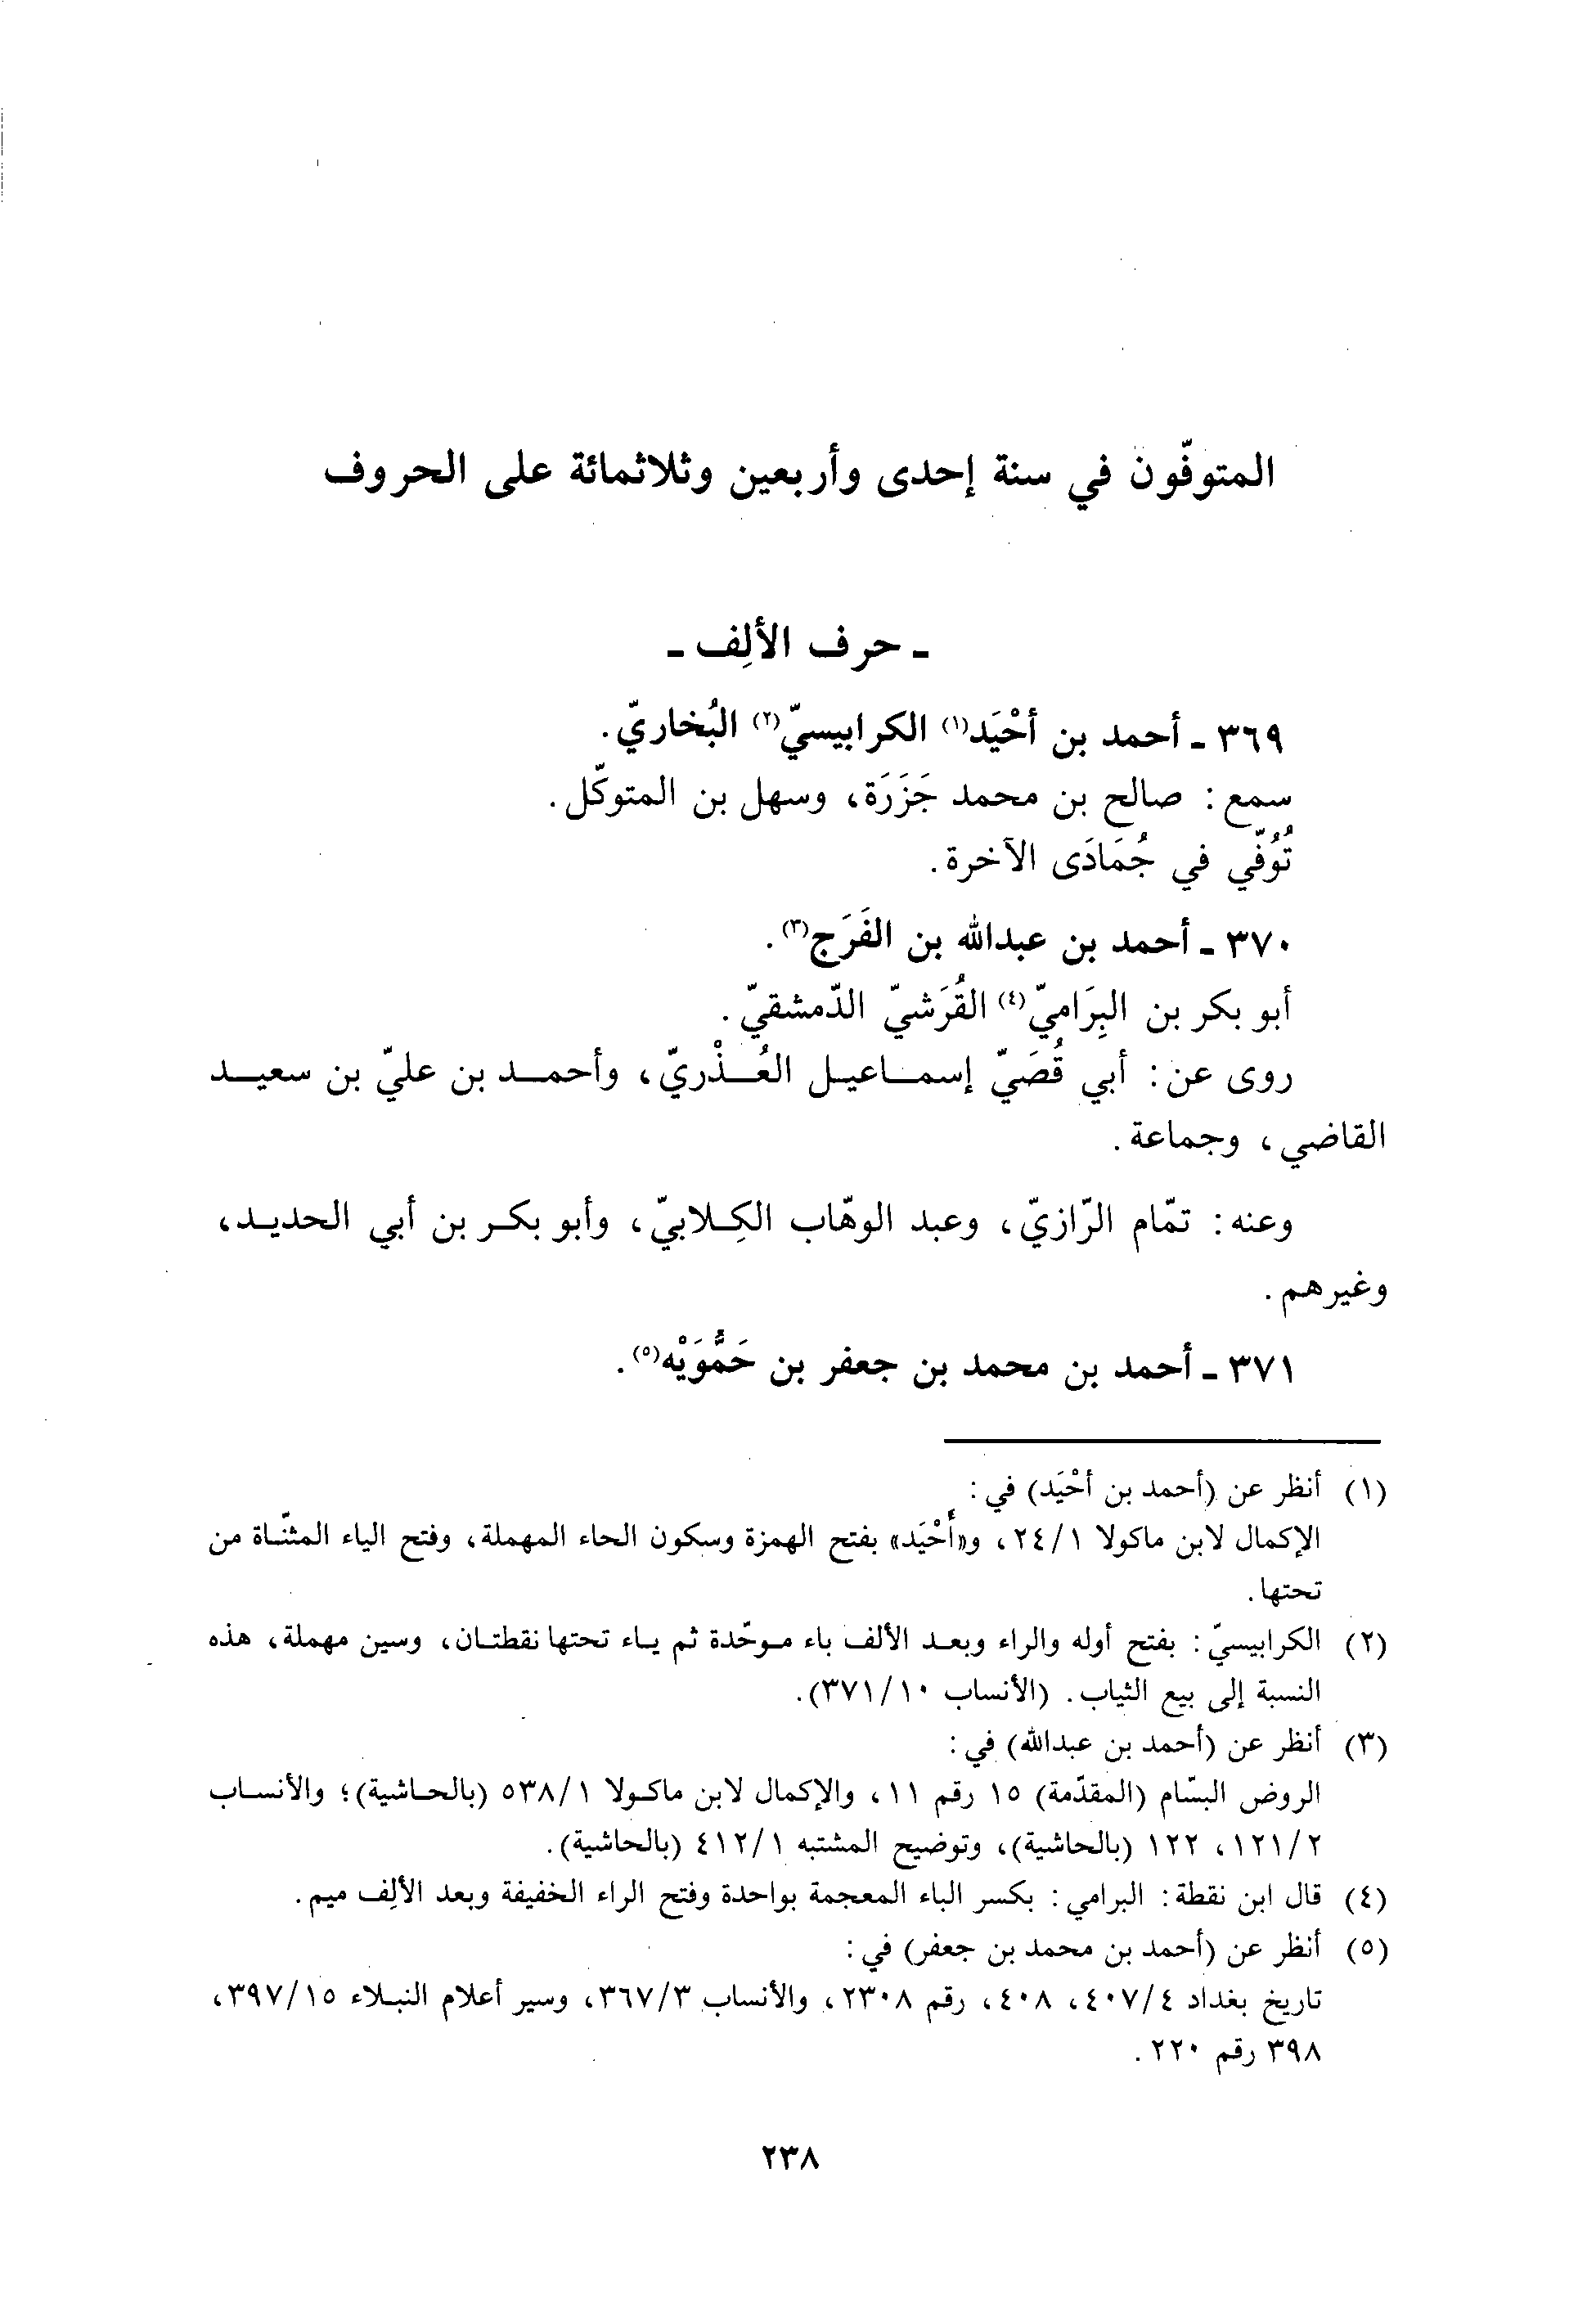 المتوفّون في سنة إحدى وأربعين وثلاثمائة على الحروف
ـ حرف الألِف ـ
٣٦٩ ـ أحمد بن أحْيَد(١) الكرابيسيّ(٢) البُخاريّ.
سمع: صالح بن محمد جَزَرَة، وسهل بن المتوكّل.
تُوُفّي في جُمَادَى الآخرة.
٣٧٠ ـ أحمد بن عبدالله بن الفَرَج(٣).
أبو بكر بن البِرَاميّ(٤) القُرَشيّ الدّمشقيّ.
روى عن: أبي قُصَيّ إسماعيل العُذْريّ، وأحمد بن عليّ بن سعيد
القاضي، وجماعة.
وعنه: تمّام الرّازيّ، وعبد الوهّاب الكِلابيّ، وأبو بكر بن أبي الحديد،
وغيرهم.
٣٧١ ـ أحمد بن محمد بن جعفر بن حَمُّوَيْه(٥).
(١) أنظر عن (أحمد بن أحْيَد) في:
الإكمال لابن ماكولا ٢٤/١، و«أَحْيَد» بفتح الهمزة وسكون الحاء المهملة، وفتح الياء المثنّاة من
تحتها.
(٢) الكرابيسيّ: بفتح أوله والراء وبعد الألف باء موحّدة ثم ياء تحتها نقطتان، وسين مهملة، هذه
النسبة إلى بيع الثياب. (الأنساب ٣٧١/١٠).
(٣) أنظر عن (أحمد بن عبدالله) في:
الروض البسّام (المقدّمة) ١٥ رقم ١١، والإكمال لابن ماكولا ٥٣٨/١ (بالحاشية)؛ والأنساب
١٢١/٢، ١٢٢ (بالحاشية)، وتوضيح المشتبه ٤١٢/١ (بالحاشية).
(٤) قال ابن نقطة: البرامي: بكسر الباء المعجمة بواحدة وفتح الراء الخفيفة وبعد الألِف ميم.
(٥) أنظر عن (أحمد بن محمد بن جعفر) في:
تاريخ بغداد ٤٠٧/٤، ٤٠٨، رقم ٢٣٠٨، والأنساب ٣٦٧/٣، وسير أعلام النبلاء ٣٩٧/١٥،
٣٩٨ رقم ٢٢٠.
٢٣٨